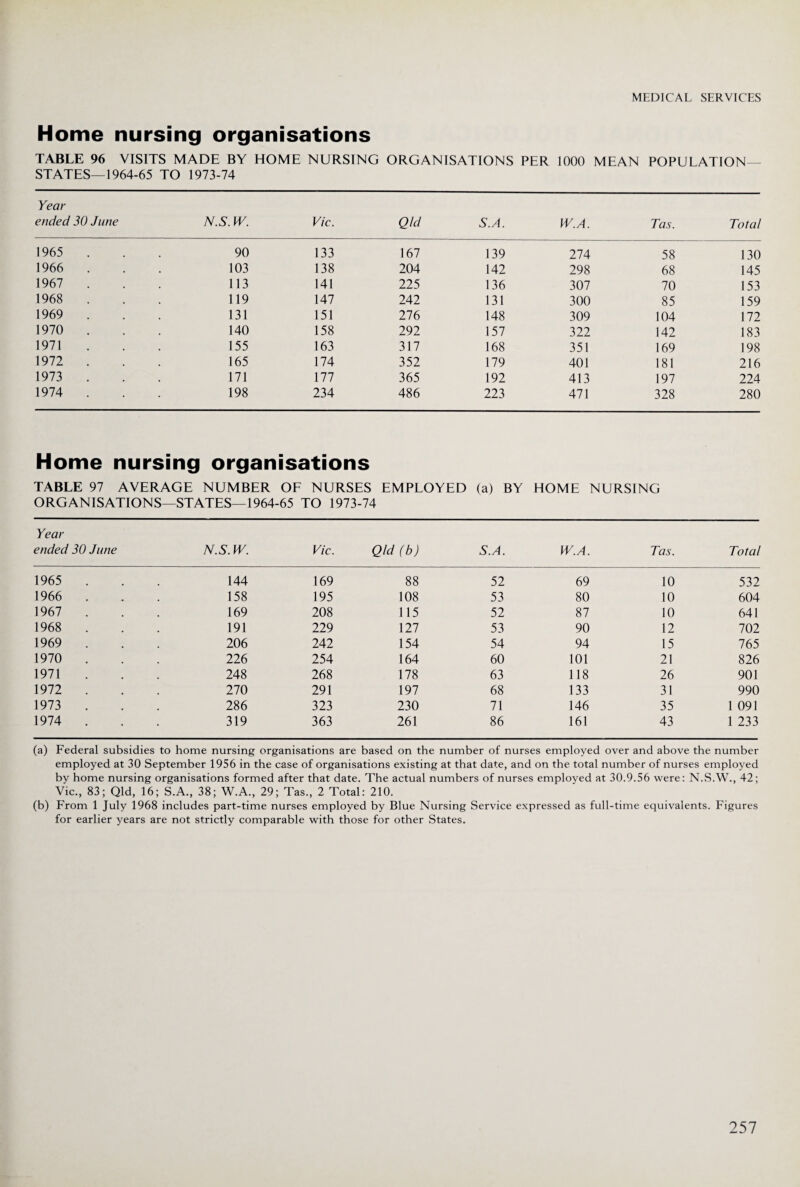 MEDICAL SERVICES
Home nursing organisations
TABLE 96 VISITS MADE BY HOME NURSING ORGANISATIONS PER 1000 MEAN POPULATION—
STATES—1964-65 TO 1973-74
Year
ended 30 June N.S.W. Vic. Qld S.A. W.A. Tas. Total
1965 . . . 90 133 167 139 274 58 130
1966 . . . 103 138 204 142 298 68 145
1967 . . . 113 141 225 136 307 70 153
1968 . . . 119 147 242 131 300 85 159
1969 . . . 131 151 276 148 309 104 172
1970 . . . 140 158 292 157 322 142 183
1971 . . . 155 163 317 168 351 169 198
1972 . . . 165 174 352 179 401 181 216
1973 . . . 171 177 365 192 413 197 224
1974 . . . 198 234 486 223 471 328 280
Home nursing organisations
TABLE 97 AVERAGE NUMBER OF NURSES EMPLOYED (a) BY HOME NURSING
ORGANISATIONS—STATES—1964-65 TO 1973-74
Year
ended 30 June N.S.W. Vic. Qld (b) S.A. W.A. Tas. Total
1965 . . . 144 169 88 52 69 10 532
1966 . . . 158 195 108 53 80 10 604
1967 . . . 169 208 115 52 87 10 641
1968 . . . 191 229 127 53 90 12 702
1969 . . . 206 242 154 54 94 15 765
1970 . . . 226 254 164 60 101 21 826
1971 . . . 248 268 178 63 118 26 901
1972 . . . 270 291 197 68 133 31 990
1973 . . . 286 323 230 71 146 35 1 091
1974 . . . 319 363 261 86 161 43 1 233
(a) Federal subsidies to home nursing organisations are based on the number of nurses employed over and above the number
employed at 30 September 1956 in the case of organisations existing at that date, and on the total number of nurses employed
by home nursing organisations formed after that date. The actual numbers of nurses employed at 30.9.56 were: N.S.W., 42;
Vic., 83; Qld, 16; S.A., 38; W.A., 29; Tas., 2 Total: 210.
(b) From 1 July 1968 includes part-time nurses employed by Blue Nursing Service expressed as full-time equivalents. Figures
for earlier years are not strictly comparable with those for other States.
257